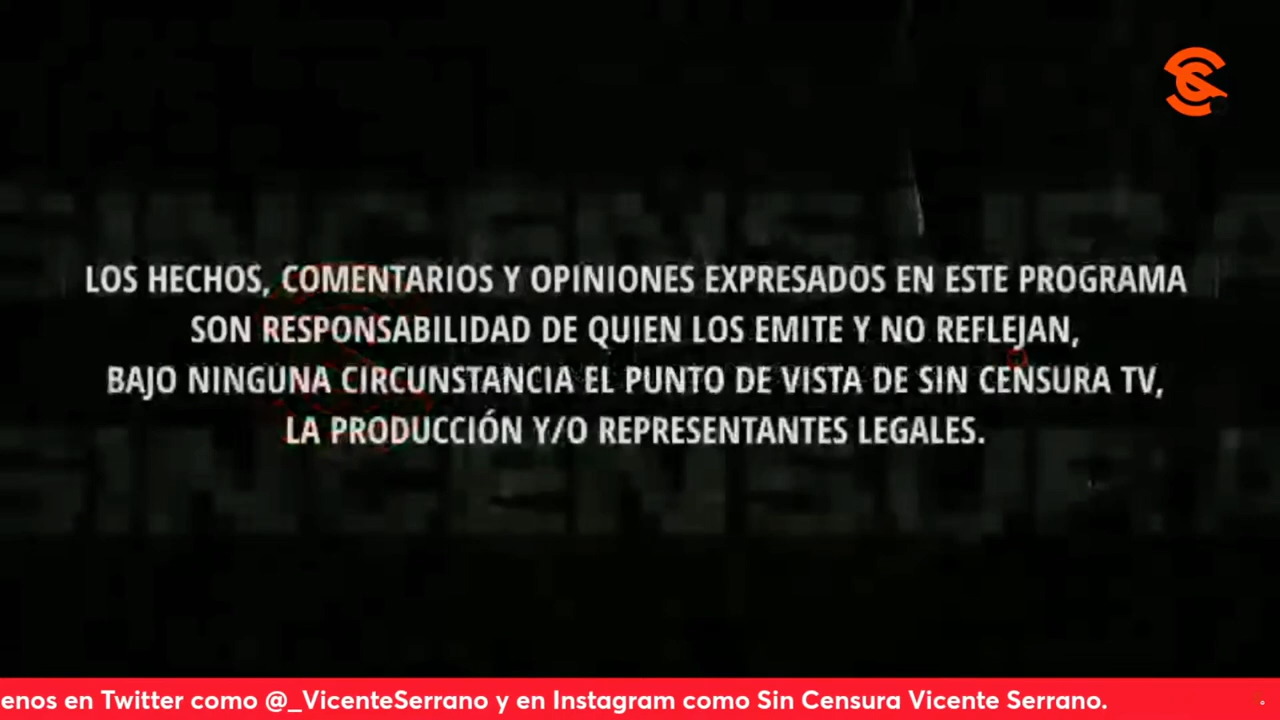 LOS HECHOS, COMENTARIOS Y OPINIONES EXPRESADOS EN ESTE PROGRAMA
SON RESPONSABILIDAD DE QUIEN LOS EMITE Y NO REFLEJAN,
BAJO NINGUNA CIRCUNSTANCIA EL PUNTO DE VISTA DE SIN CENSURA TV,
LA PRODUCCIÓN Y/O REPRESENTANTES LEGALES.
enos en Twitter como @_VicenteSerrano y en Instagram como Sin Censura Vicente Serrano.